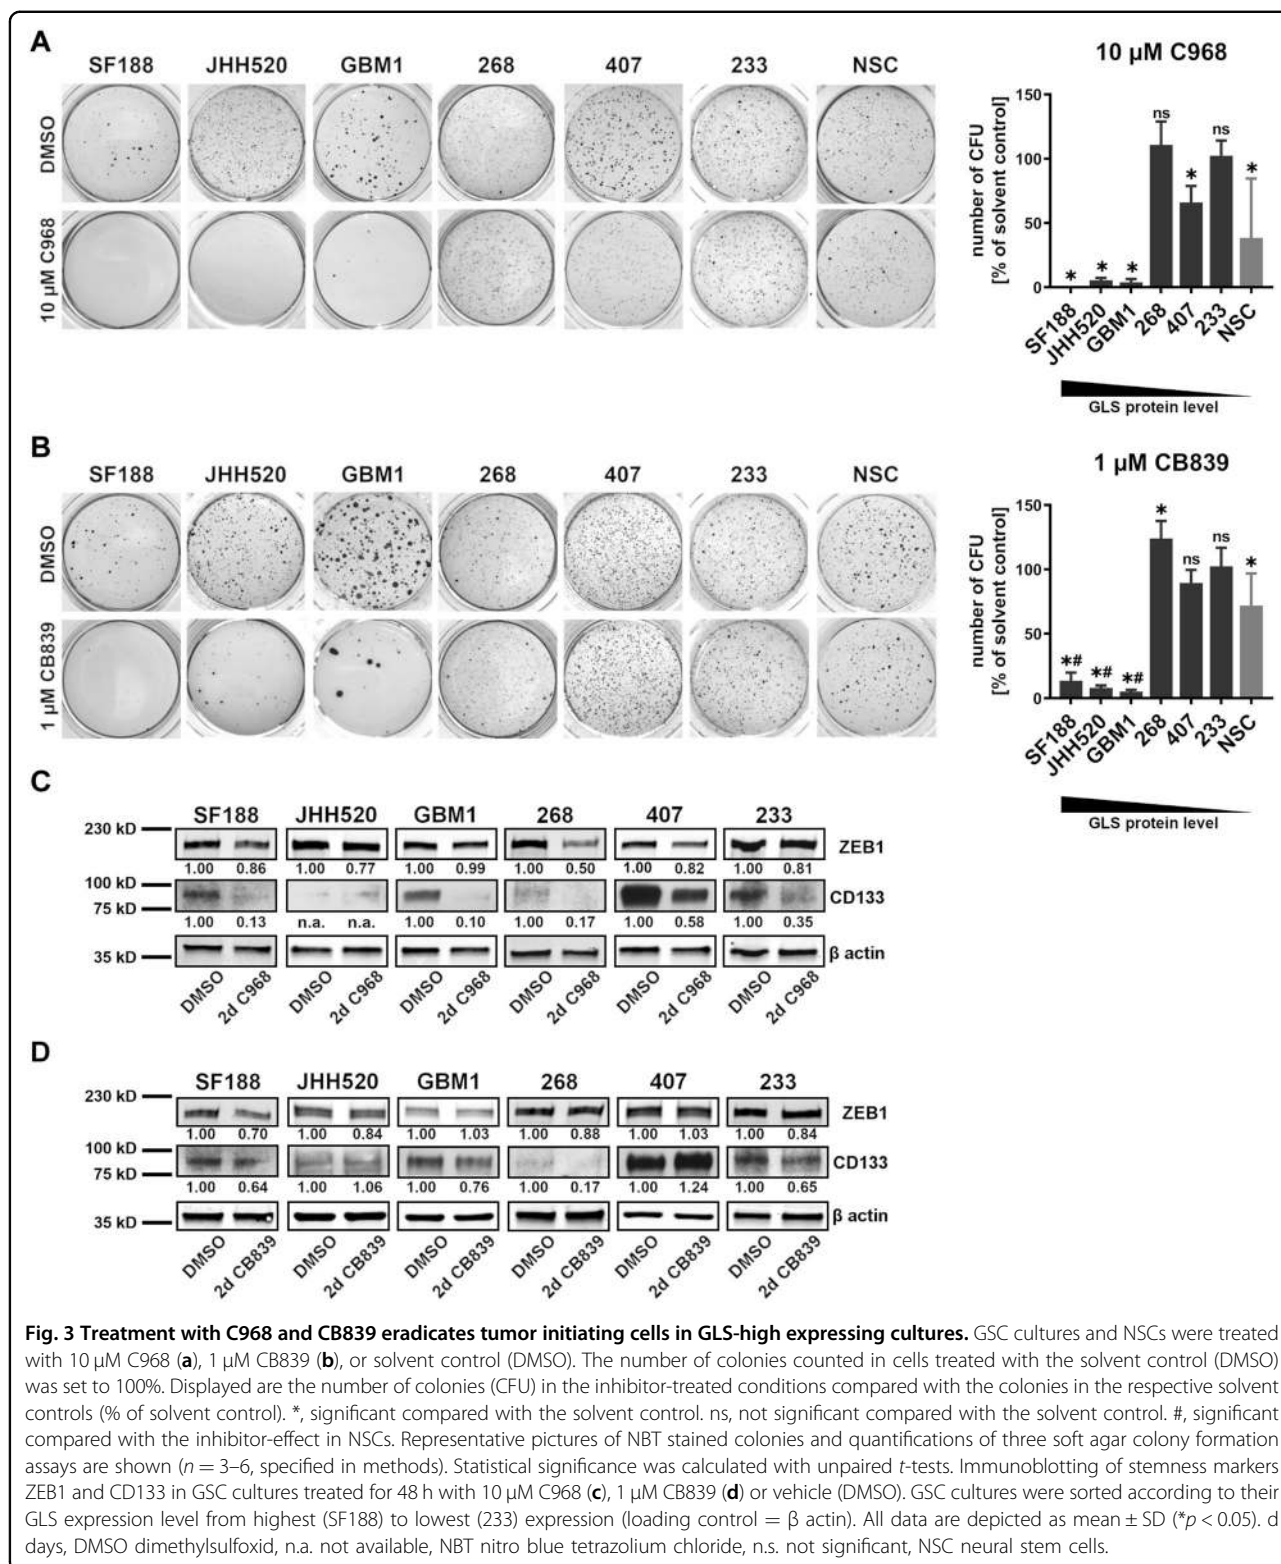 A
SF188 JHH520 GBM1 268 407 233 NSC
DMSO
10 µM C968
10 µM C968
number of CFU
[% of solvent control]
150
100
50
0
* * * ns * ns *
SF188 JHH520 GBM1 268 407 233 NSC
GLS protein level
B
SF188 JHH520 GBM1 268 407 233 NSC
DMSO
1 µM CB839
1 µM CB839
number of CFU
[% of solvent control]
150
100
50
0
*# *# *# * ns ns *
SF188 JHH520 GBM1 268 407 233 NSC
GLS protein level
C
SF188 JHH520 GBM1 268 407 233
230 kD
ZEB1
1.00 0.86 1.00 0.77 1.00 0.99 1.00 0.50 1.00 0.82 1.00 0.81
100 kD
CD133
75 kD
1.00 0.13 n.a. n.a. 1.00 0.10 1.00 0.17 1.00 0.58 1.00 0.35
35 kD
β actin
DMSO 2d C968 DMSO 2d C968 DMSO 2d C968 DMSO 2d C968 DMSO 2d C968 DMSO 2d C968
D
SF188 JHH520 GBM1 268 407 233
230 kD
ZEB1
1.00 0.70 1.00 0.84 1.00 1.03 1.00 0.88 1.00 1.03 1.00 0.84
100 kD
CD133
75 kD
1.00 0.64 1.00 1.06 1.00 0.76 1.00 0.17 1.00 1.24 1.00 0.65
35 kD
β actin
DMSO 2d CB839 DMSO 2d CB839 DMSO 2d CB839 DMSO 2d CB839 DMSO 2d CB839 DMSO 2d CB839
Fig. 3 Treatment with C968 and CB839 eradicates tumor initiating cells in GLS-high expressing cultures. GSC cultures and NSCs were treated
with 10 µM C968 (a), 1 µM CB839 (b), or solvent control (DMSO). The number of colonies counted in cells treated with the solvent control (DMSO)
was set to 100%. Displayed are the number of colonies (CFU) in the inhibitor-treated conditions compared with the colonies in the respective solvent
controls (% of solvent control). *, significant compared with the solvent control. ns, not significant compared with the solvent control. #, significant
compared with the inhibitor-effect in NSCs. Representative pictures of NBT stained colonies and quantifications of three soft agar colony formation
assays are shown (n = 3–6, specified in methods). Statistical significance was calculated with unpaired t-tests. Immunoblotting of stemness markers
ZEB1 and CD133 in GSC cultures treated for 48 h with 10 µM C968 (c), 1 µM CB839 (d) or vehicle (DMSO). GSC cultures were sorted according to their
GLS expression level from highest (SF188) to lowest (233) expression (loading control = β actin). All data are depicted as mean ± SD (*p < 0.05). d
days, DMSO dimethylsulfoxid, n.a. not available, NBT nitro blue tetrazolium chloride, n.s. not significant, NSC neural stem cells.